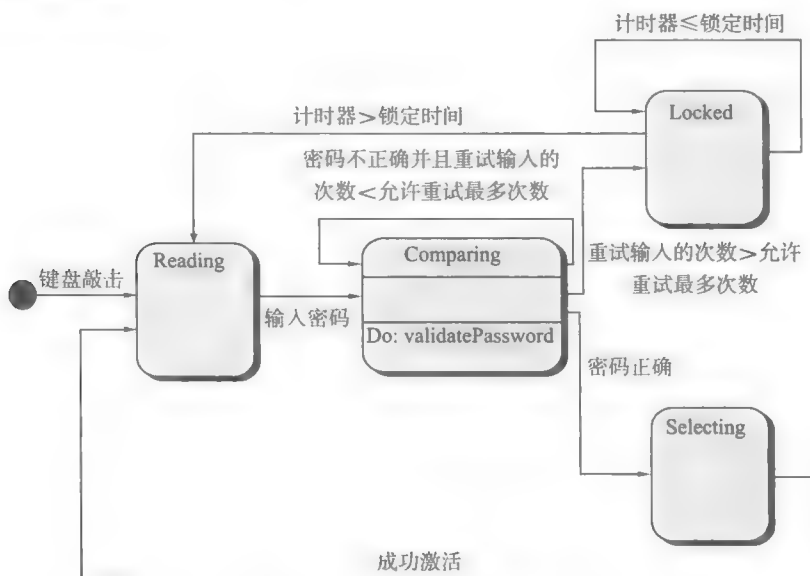 计时器≤锁定时间
Locked
计时器>锁定时间
密码不正确并且重试输入的
次数<允许重试最多次数
Reading
Comparing
键盘敲击
输入密码
重试输入的次数>允许
重试最多次数
Do: validatePassword
密码正确
Selecting
成功激活